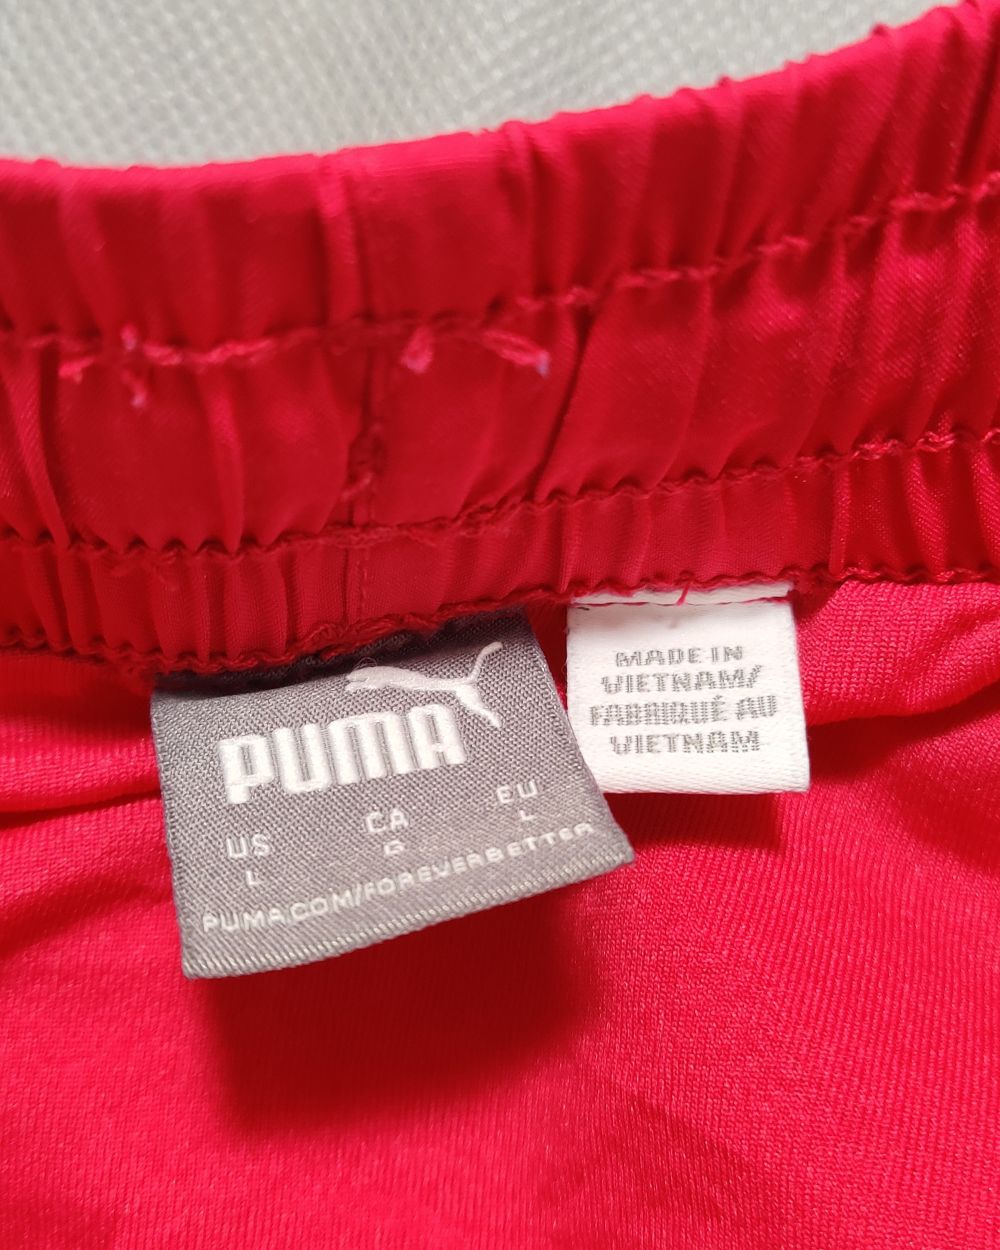 PUMA
US CA EU
L G L
PUMA.COM/FOREVERBETTER
MADE IN
VIETNAM/
FABRIQUÉ AU
VIETNAM